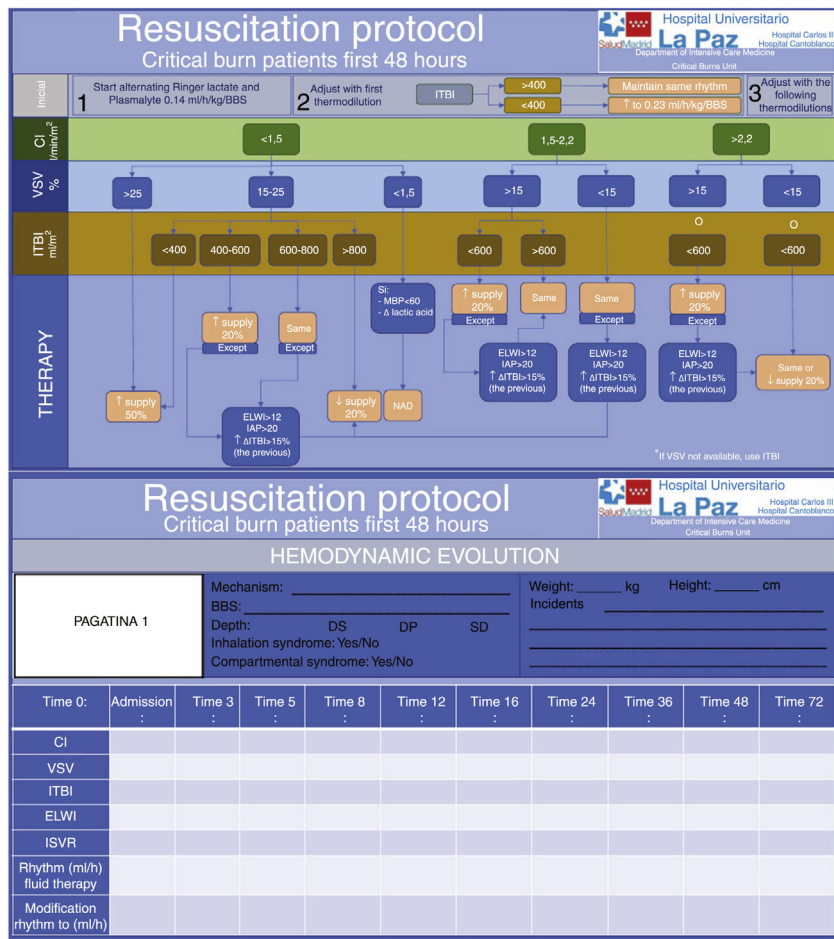 Resuscitation protocol
Critical burn patients first 48 hours
SaludMadrid
Hospital Universitario
La Paz
Hospital Carlos III
Hospital Cantoblanco
Department of Intensive Care Medicine
Critical Burns Unit
Inicial
1 Start alternating Ringer lactate and
Plasmalyte 0.14 ml/h/kg/BBS
2 Adjust with first
thermodilution
ITBI
>400
<400
Maintain same rhythm
↑ to 0.23 ml/h/kg/BBS
3 Adjust with the
following
thermodilutions
CI
l/min/m²
<1,5
1,5-2,2
>2,2
VSV
%
>25
15-25
<1,5
>15
<15
>15
<15
ITBI
ml/m²
<400
400-600
600-800
>800
<600
>600
O
<600
O
<600
THERAPY
↑ supply
50%
↑ supply
20%
Except
Same
Except
ELWI>12
IAP>20
↑ ΔITBI>15%
(the previous)
↓ supply
20%
Si:
- MBP<60
- Δ lactic acid
NAD
↑ supply
20%
Except
Same
ELWI>12
IAP>20
↑ ΔITBI>15%
(the previous)
Same
Except
ELWI>12
IAP>20
↑ ΔITBI>15%
(the previous)
↑ supply
20%
Except
ELWI>12
IAP>20
↑ ΔITBI>15%
(the previous)
Same or
↓ supply 20%
*If VSV not available, use ITBI
Resuscitation protocol
Critical burn patients first 48 hours
SaludMadrid
Hospital Universitario
La Paz
Hospital Carlos III
Hospital Cantoblanco
Department of Intensive Care Medicine
Critical Burns Unit
HEMODYNAMIC EVOLUTION
PAGATINA 1
Mechanism:
BBS:
Depth: DS DP SD
Inhalation syndrome: Yes/No
Compartmental syndrome: Yes/No
Weight: kg Height: cm
Incidents
Time 0: Admission : Time 3 : Time 5 : Time 8 : Time 12 : Time 16 : Time 24 : Time 36 : Time 48 : Time 72 :
CI
VSV
ITBI
ELWI
ISVR
Rhythm (ml/h)
fluid therapy
Modification
rhythm to (ml/h)